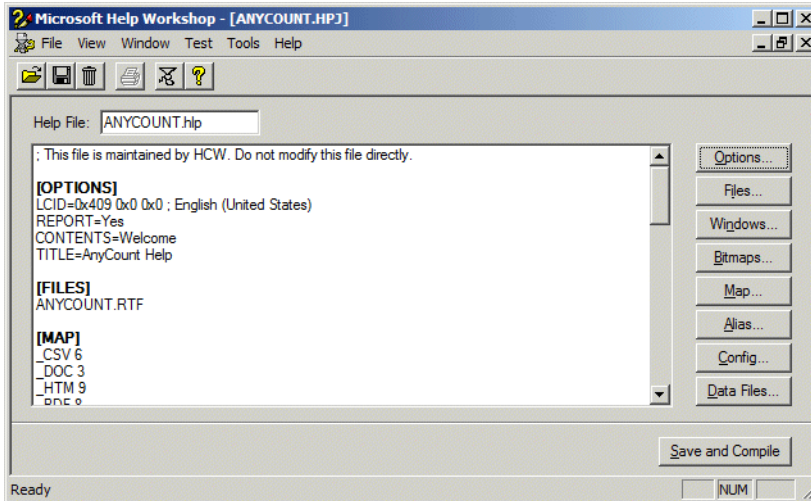 Microsoft Help Workshop - [ANYCOUNT.HPJ]
File View Window Test Tools Help
Help File: ANYCOUNT.hlp
; This file is maintained by HCW. Do not modify this file directly.
[OPTIONS]
LCID=0x409 0x0 0x0 ; English (United States)
REPORT=Yes
CONTENTS=Welcome
TITLE=AnyCount Help
[FILES]
ANYCOUNT.RTF
[MAP]
_CSV 6
_DOC 3
_HTM 9
Options...
Files...
Windows...
Bitmaps...
Map...
Alias...
Config...
Data Files...
Save and Compile
Ready
NUM